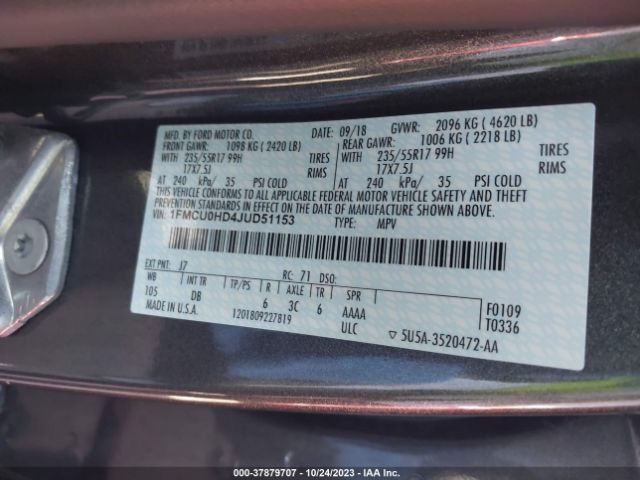 MFD. BY FORD MOTOR CO. DATE: 09/18 GVWR: 2096 KG ( 4620 LB)
FRONT GAWR: 1098 KG ( 2420 LB) REAR GAWR: 1006 KG ( 2218 LB)
WITH 235/55R17 99H TIRES WITH 235/55R17 99H TIRES
17X7.5J RIMS 17X7.5J RIMS
AT 240 kPa/ 35 PSI COLD AT 240 kPa/ 35 PSI COLD
THIS VEHICLE CONFORMS TO ALL APPLICABLE FEDERAL MOTOR VEHICLE SAFETY AND THEFT
PREVENTION STANDARDS IN EFFECT ON THE DATE OF MANUFACTURE SHOWN ABOVE.
VIN: 1FMCU0HD4JUD51153 TYPE: MPV
EXT PNT: J7 RC: 71 DSO:
WB INT TR TP/PS R AXLE TR SPR
105 DB 6 3C 6 AAAA F0109
MADE IN U.S.A. 1201809227819 ULC T0336
▽ 5U5A-3520472-AA
000-37879707 - 10/24/2023 - IAA Inc.